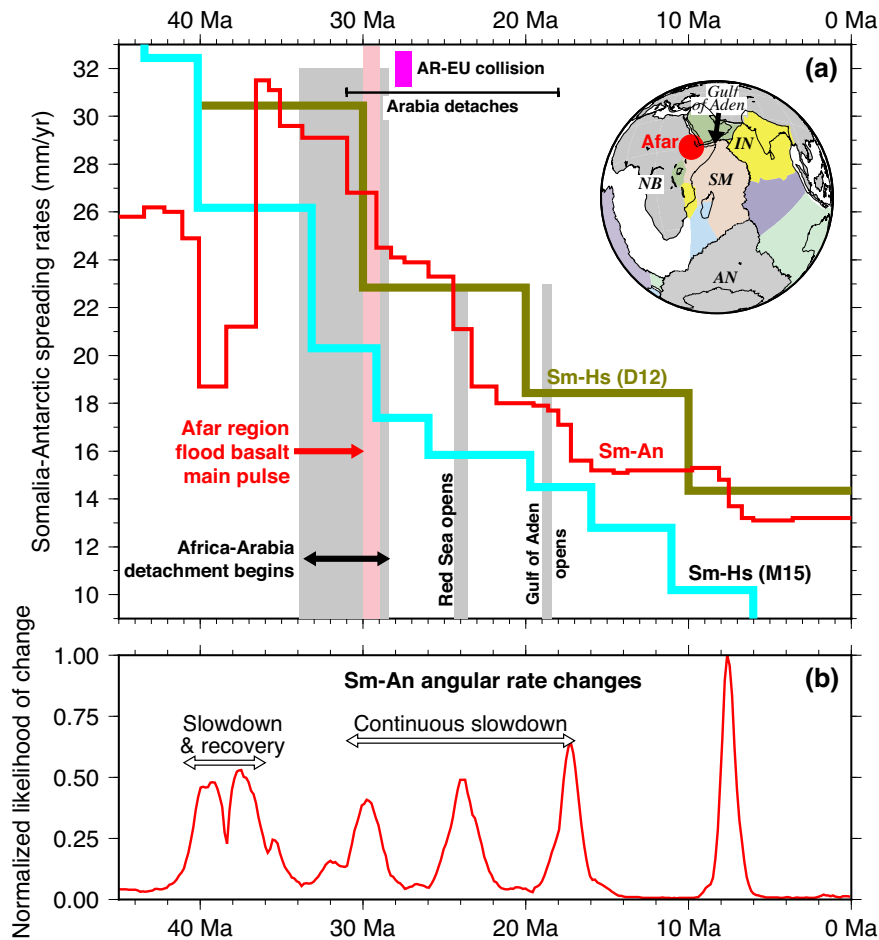 40 Ma 30 Ma 20 Ma 10 Ma 0 Ma
Somalia-Antarctic spreading rates (mm/yr)
32
30
28
26
24
22
20
18
16
14
12
10
AR-EU collision
Arabia detaches
(a)
Gulf
of Aden
Afar
IN
NB
SM
AN
Sm-Hs (D12)
Sm-An
Sm-Hs (M15)
Afar region
flood basalt
main pulse
Africa-Arabia
detachment begins
Red Sea opens
Gulf of Aden
opens
Normalized likelihood of change
1.00
0.75
0.50
0.25
0.00
Sm-An angular rate changes
(b)
Slowdown
& recovery
Continuous slowdown
40 Ma 30 Ma 20 Ma 10 Ma 0 Ma